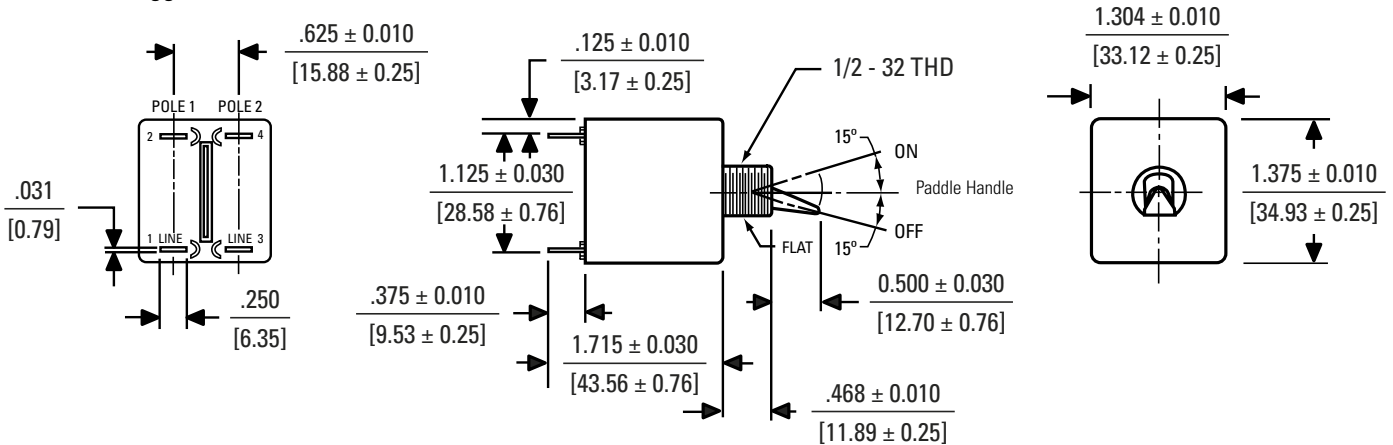 .625 ± 0.010
[15.88 ± 0.25]
POLE 1 POLE 2
2 4
1 LINE LINE 3
.031
[0.79]
.250
[6.35]
.125 ± 0.010
[3.17 ± 0.25]
1/2 - 32 THD
15º
ON
Paddle Handle
OFF
15º
FLAT
1.125 ± 0.030
[28.58 ± 0.76]
.375 ± 0.010
[9.53 ± 0.25]
1.715 ± 0.030
[43.56 ± 0.76]
0.500 ± 0.030
[12.70 ± 0.76]
.468 ± 0.010
[11.89 ± 0.25]
1.304 ± 0.010
[33.12 ± 0.25]
1.375 ± 0.010
[34.93 ± 0.25]